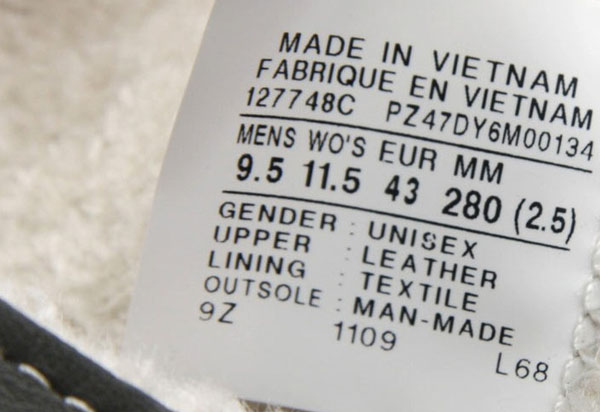 MADE IN VIETNAM
FABRIQUE EN VIETNAM
127748C PZ47DY6M00134
MENS WO'S EUR MM
9.5 11.5 43 280 (2.5)
GENDER : UNISEX
UPPER : LEATHER
LINING : TEXTILE
OUTSOLE : MAN-MADE
9Z 1109 L68